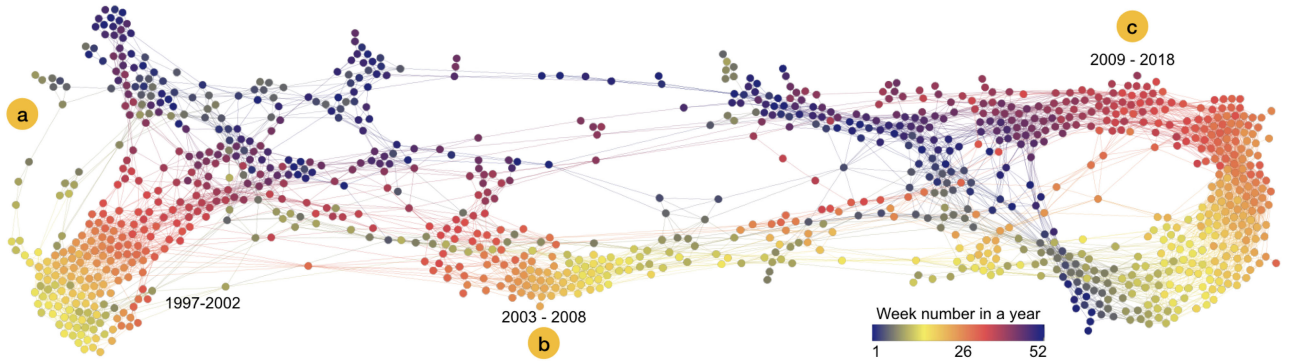 c
2009 - 2018
a
1997-2002
2003 - 2008
b
Week number in a year
1 26 52